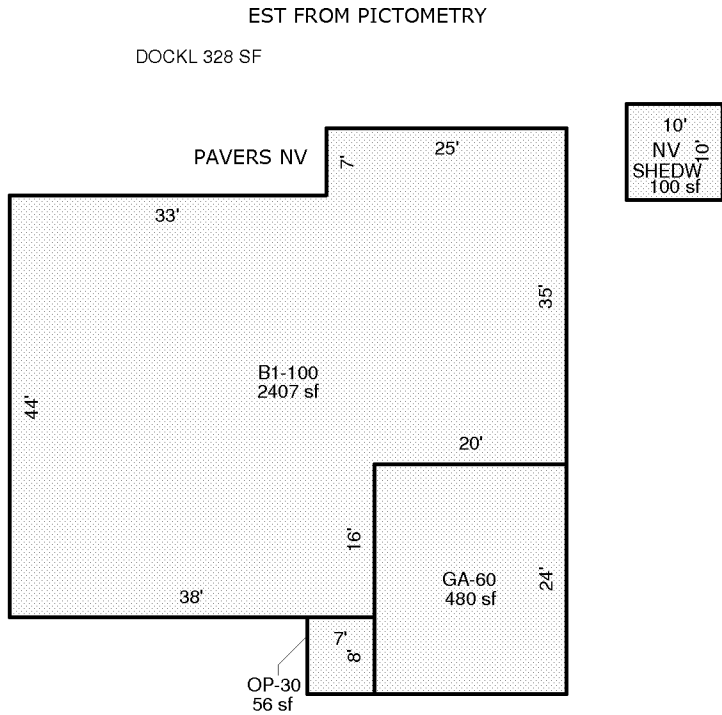 EST FROM PICTOMETRY
DOCKL 328 SF
10'
10'
NV
SHEDW
100 sf
25'
PAVERS NV
7'
33'
35'
B1-100
2407 sf
44'
20'
16'
GA-60
480 sf
24'
38'
7'
8'
OP-30
56 sf